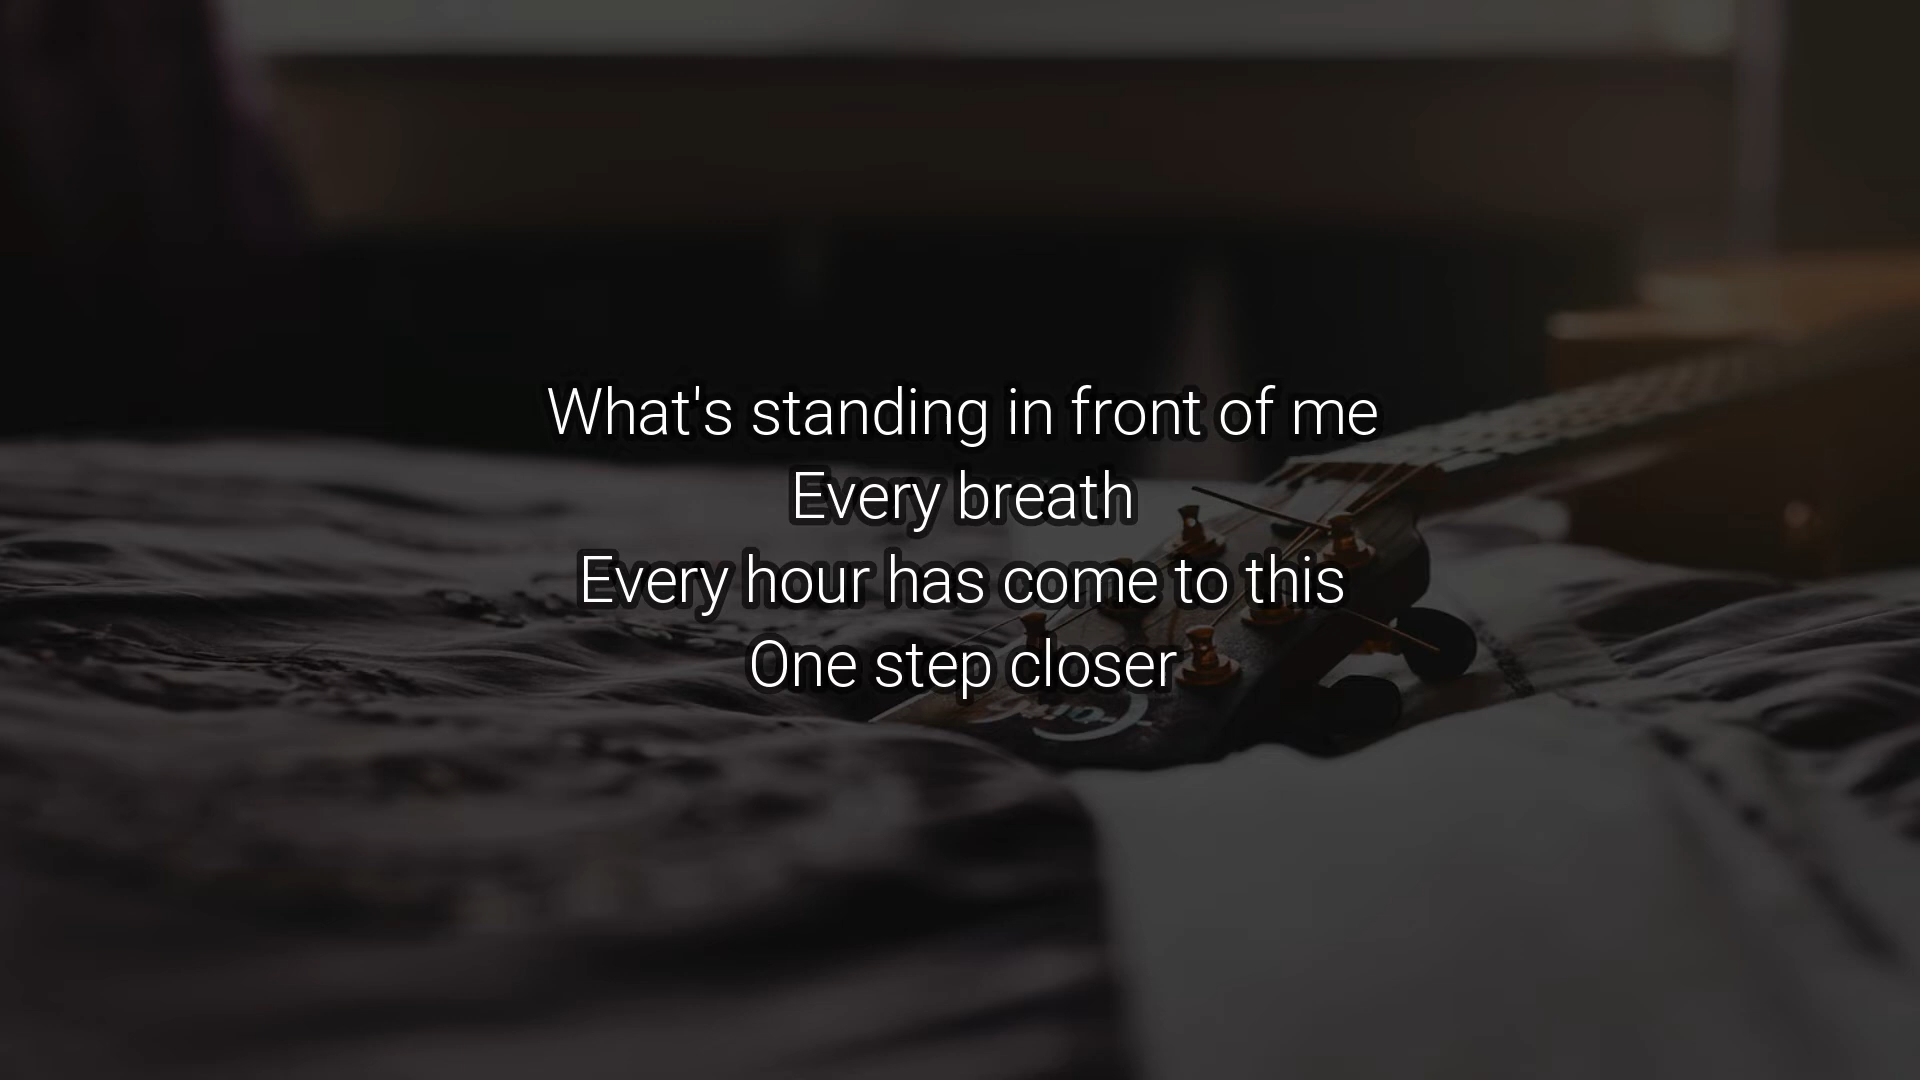 What's standing in front of me
Every breath
Every hour has come to this
One step closer